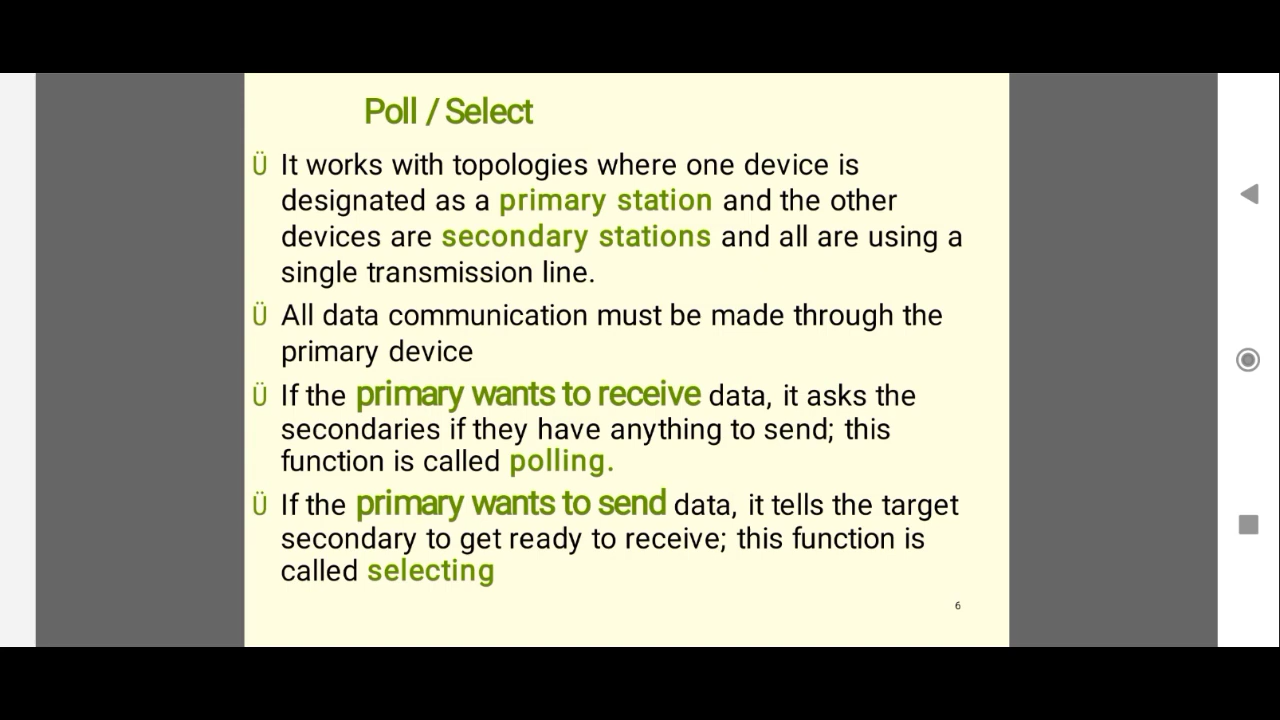 Poll / Select
Ü It works with topologies where one device is
designated as a primary station and the other
devices are secondary stations and all are using a
single transmission line.
Ü All data communication must be made through the
primary device
Ü If the primary wants to receive data, it asks the
secondaries if they have anything to send; this
function is called polling.
Ü If the primary wants to send data, it tells the target
secondary to get ready to receive; this function is
called selecting
6